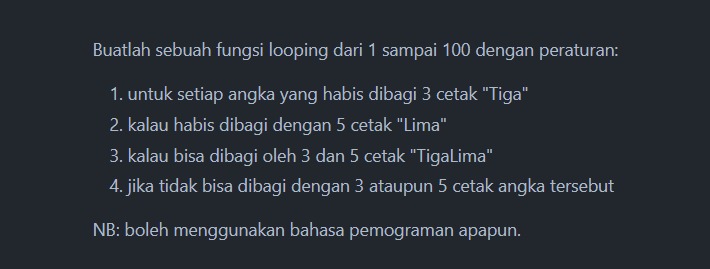 Buatlah sebuah fungsi looping dari 1 sampai 100 dengan peraturan:
1. untuk setiap angka yang habis dibagi 3 cetak "Tiga"
2. kalau habis dibagi dengan 5 cetak "Lima"
3. kalau bisa dibagi oleh 3 dan 5 cetak "TigaLima"
4. jika tidak bisa dibagi dengan 3 ataupun 5 cetak angka tersebut
NB: boleh menggunakan bahasa pemograman apapun.